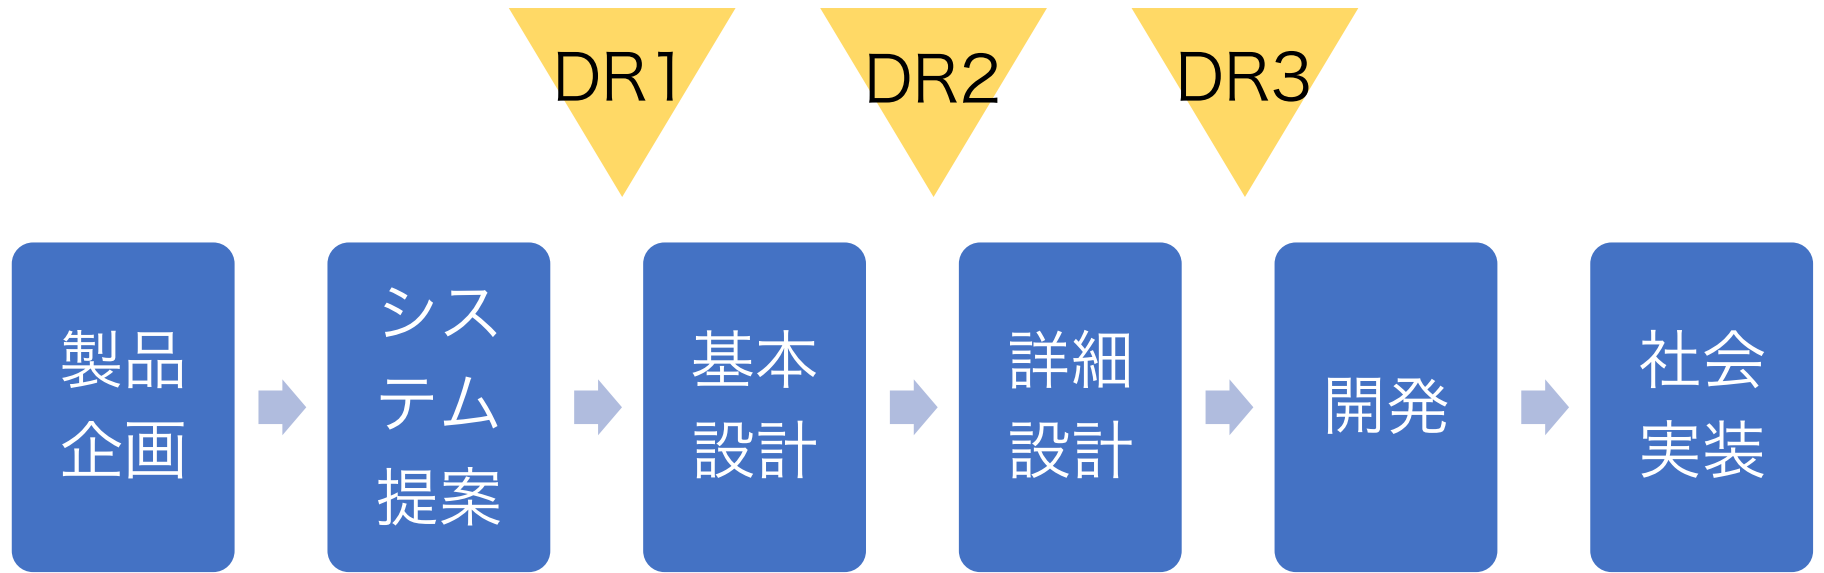 DR1
DR2
DR3
製品
企画
シス
テム
提案
基本
設計
詳細
設計
開発
社会
実装